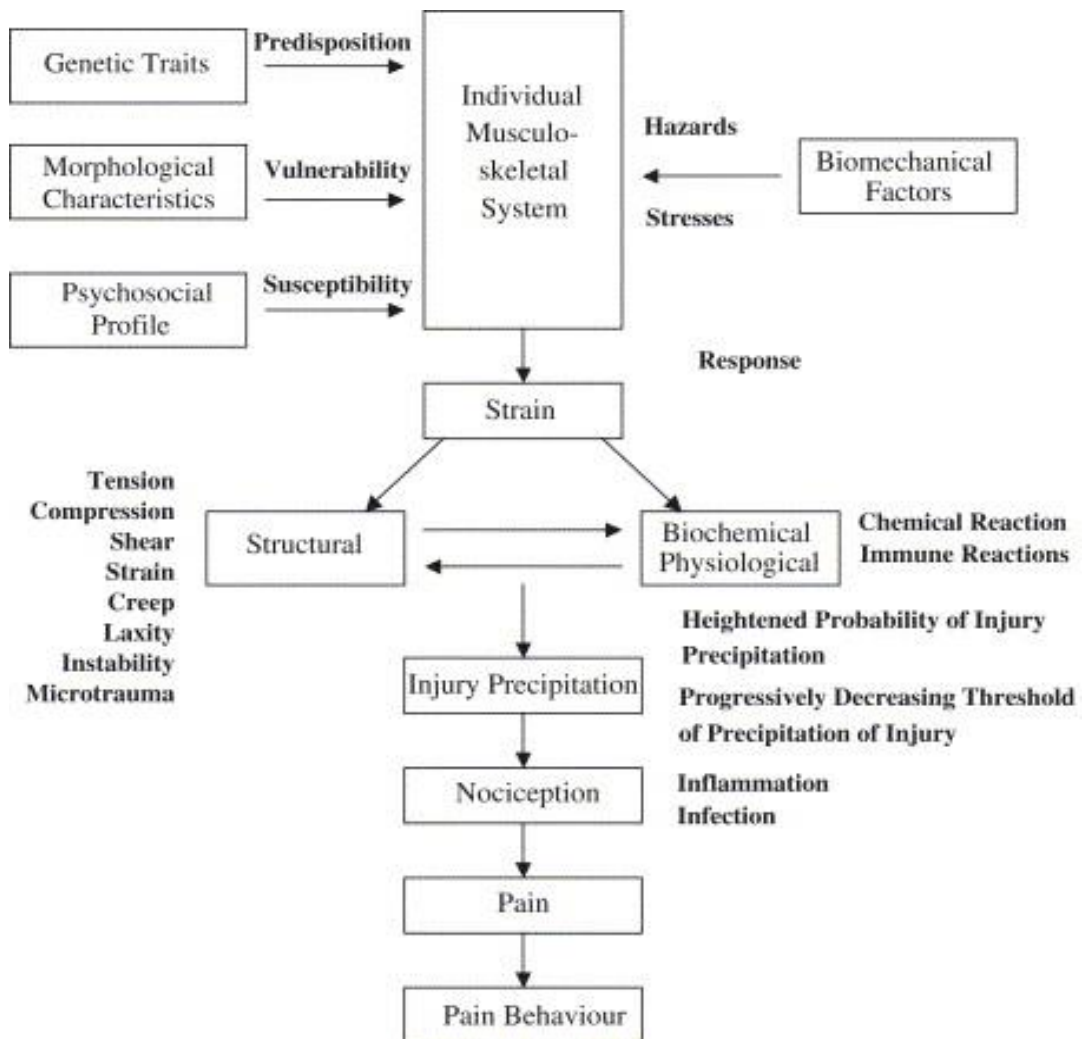 Genetic Traits
Predisposition
Individual
Musculo-
skeletal
System
Morphological
Characteristics
Vulnerability
Hazards
Stresses
Biomechanical
Factors
Psychosocial
Profile
Susceptibility
Response
Strain
Tension
Compression
Shear
Strain
Creep
Laxity
Instability
Microtrauma
Structural
Biochemical
Physiological
Chemical Reaction
Immune Reactions
Heightened Probability of Injury
Precipitation
Injury Precipitation
Progressively Decreasing Threshold
of Precipitation of Injury
Nociception
Inflammation
Infection
Pain
Pain Behaviour